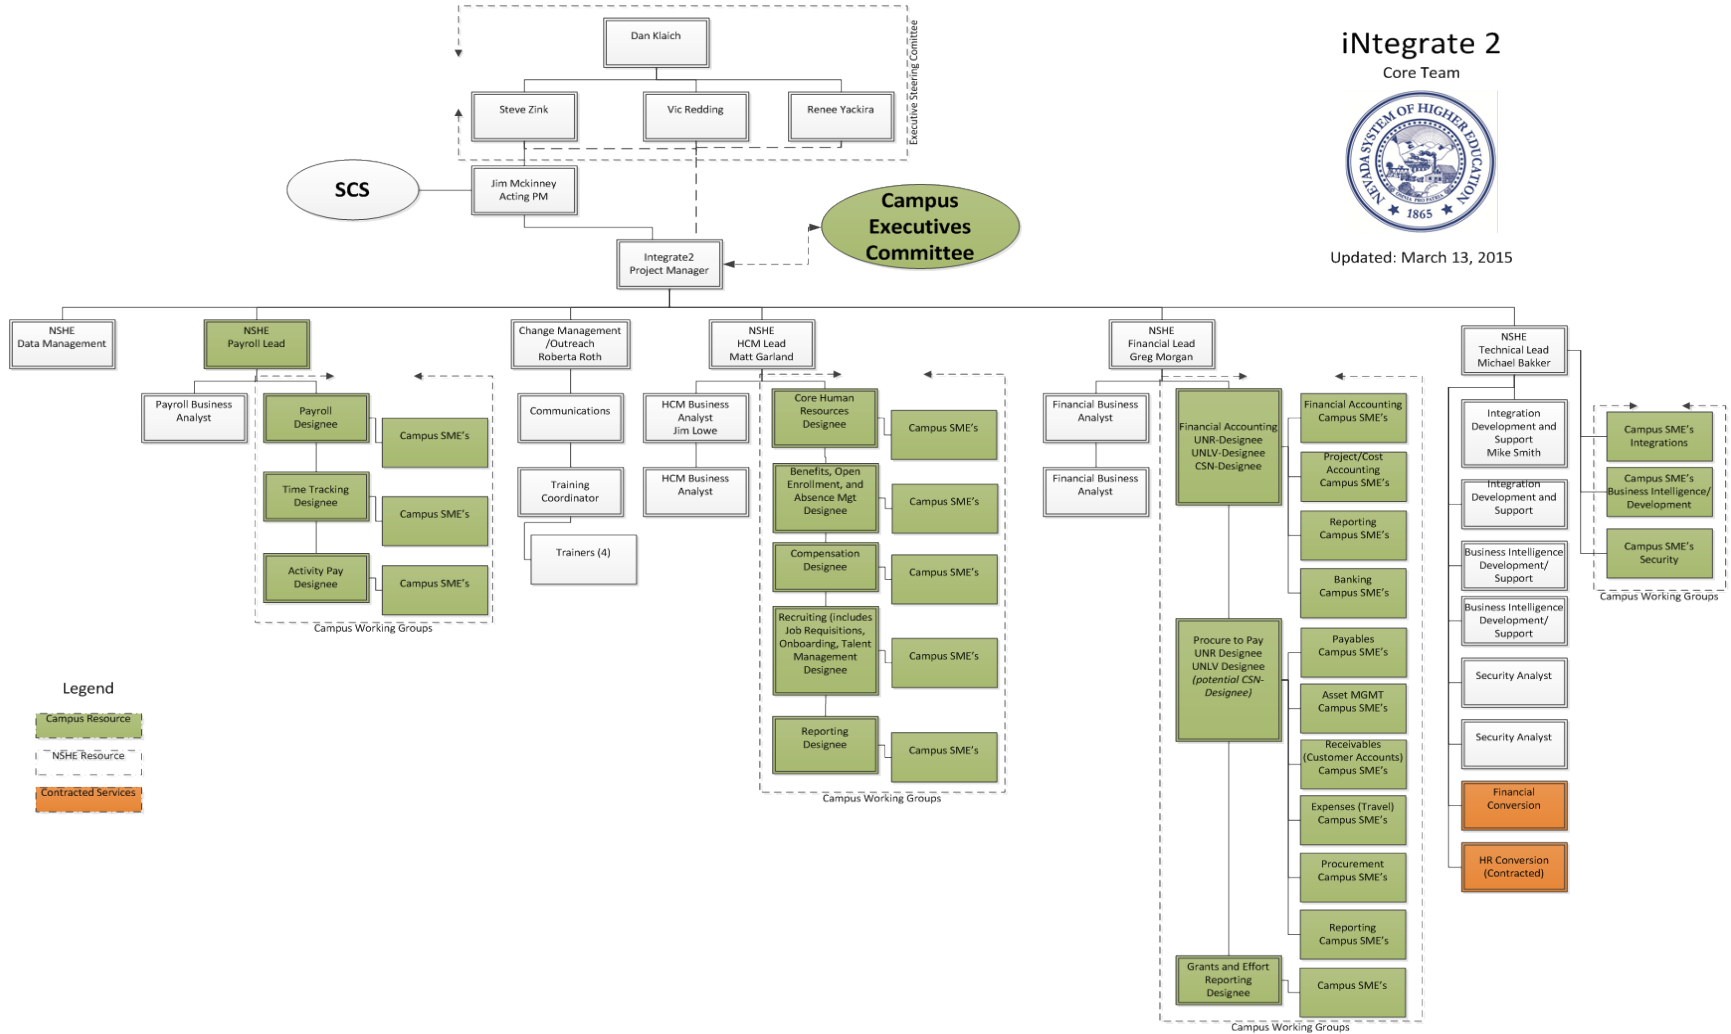 Dan Klaich
Steve Zink
Vic Redding
Renee Yackira
Executive Steering Comittee
iNtegrate 2
Core Team
NEVADA SYSTEM OF HIGHER EDUCATION
OMNIA PRO PATRIA
1865
Updated: March 13, 2015
SCS
Jim Mckinney
Acting PM
Campus
Executives
Committee
Integrate2
Project Manager
NSHE
Data Management
NSHE
Payroll Lead
Change Management
/Outreach
Roberta Roth
NSHE
HCM Lead
Matt Garland
NSHE
Financial Lead
Greg Morgan
NSHE
Technical Lead
Michael Bakker
Payroll Business
Analyst
Payroll
Designee
Campus SME's
Time Tracking
Designee
Campus SME's
Activity Pay
Designee
Campus SME's
Campus Working Groups
Communications
Training
Coordinator
Trainers (4)
HCM Business
Analyst
Jim Lowe
HCM Business
Analyst
Core Human
Resources
Designee
Campus SME's
Benefits, Open
Enrollment, and
Absence Mgt
Designee
Campus SME's
Compensation
Designee
Campus SME's
Recruiting (includes
Job Requisitions,
Onboarding, Talent
Management
Designee
Campus SME's
Reporting
Designee
Campus SME's
Campus Working Groups
Financial Business
Analyst
Financial Business
Analyst
Financial Accounting
UNR-Designee
UNLV-Designee
CSN-Designee
Financial Accounting
Campus SME's
Project/Cost
Accounting
Campus SME's
Reporting
Campus SME's
Banking
Campus SME's
Procure to Pay
UNR Designee
UNLV Designee
(potential CSN-
Designee)
Payables
Campus SME's
Asset MGMT
Campus SME's
Receivables
(Customer Accounts)
Campus SME's
Expenses (Travel)
Campus SME's
Procurement
Campus SME's
Reporting
Campus SME's
Grants and Effort
Reporting
Designee
Campus SME's
Campus Working Groups
Integration
Development and
Support
Mike Smith
Integration
Development and
Support
Business Intelligence
Development/
Support
Business Intelligence
Development/
Support
Security Analyst
Security Analyst
Financial
Conversion
HR Conversion
(Contracted)
Campus SME's
Integrations
Campus SME's
Business Intelligence/
Development
Campus SME's
Security
Campus Working Groups
Legend
Campus Resource
NSHE Resource
Contracted Services